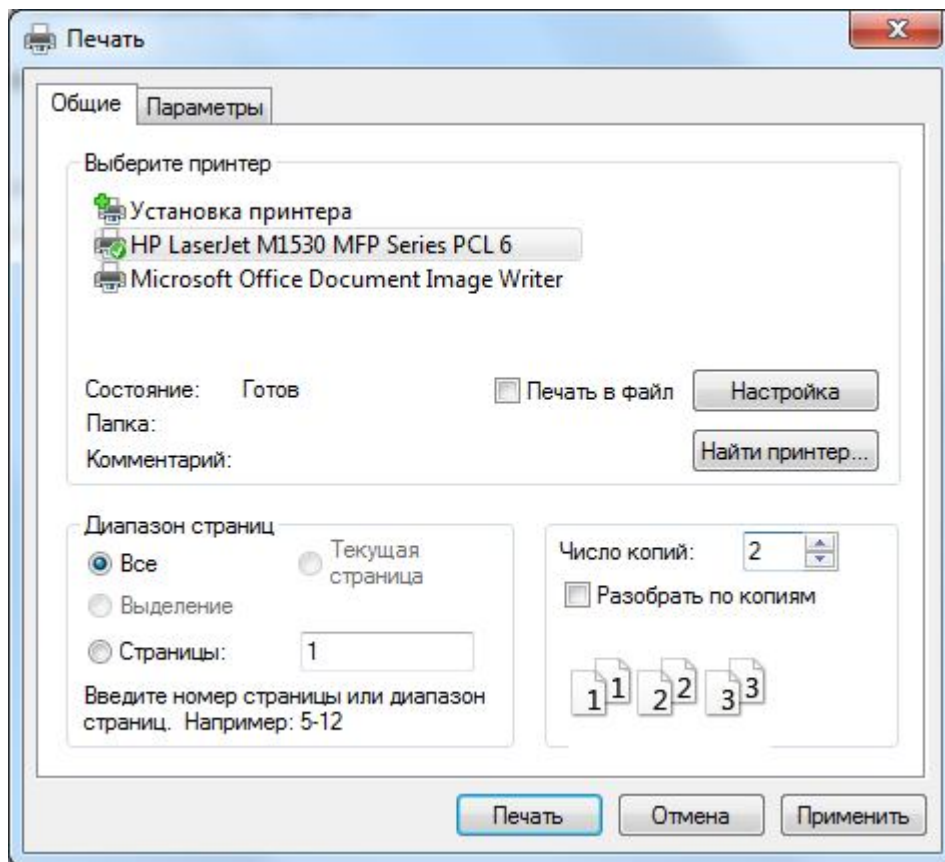 Печать
Общие
Параметры
Выберите принтер
Установка принтера
HP LaserJet M1530 MFP Series PCL 6
Microsoft Office Document Image Writer
Состояние: Готов
Печать в файл
Настройка
Папка:
Комментарий:
Найти принтер...
Диапазон страниц
Все
Текущая
страница
Выделение
Страницы: 1
Введите номер страницы или диапазон
страниц. Например: 5-12
Число копий: 2
Разобрать по копиям
1 1 2 2 3 3
Печать
Отмена
Применить